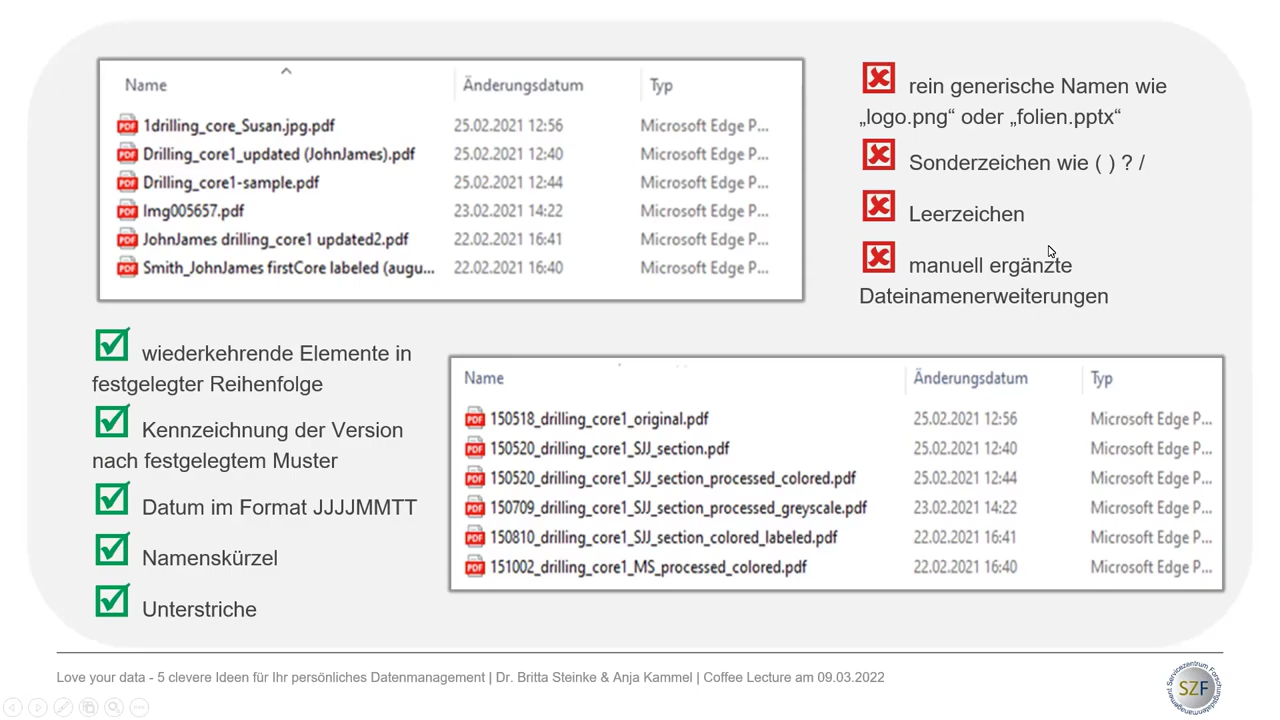 Name Änderungsdatum Typ
1drilling_core_Susan.jpg.pdf 25.02.2021 12:56 Microsoft Edge P...
Drilling_core1_updated (JohnJames).pdf 25.02.2021 12:40 Microsoft Edge P...
Drilling_core1-sample.pdf 25.02.2021 12:44 Microsoft Edge P...
Img005657.pdf 23.02.2021 14:22 Microsoft Edge P...
JohnJames drilling_core1 updated2.pdf 22.02.2021 16:41 Microsoft Edge P...
Smith_JohnJames firstCore labeled (augu... 22.02.2021 16:40 Microsoft Edge P...
rein generische Namen wie
„logo.png“ oder „folien.pptx“
Sonderzeichen wie ( ) ? /
Leerzeichen
manuell ergänzte
Dateinamenerweiterungen
wiederkehrende Elemente in
festgelegter Reihenfolge
Kennzeichnung der Version
nach festgelegtem Muster
Datum im Format JJJJMMTT
Namenskürzel
Unterstriche
Name Änderungsdatum Typ
150518_drilling_core1_original.pdf 25.02.2021 12:56 Microsoft Edge P...
150520_drilling_core1_SJJ_section.pdf 25.02.2021 12:40 Microsoft Edge P...
150520_drilling_core1_SJJ_section_processed_colored.pdf 25.02.2021 12:44 Microsoft Edge P...
150709_drilling_core1_SJJ_section_processed_greyscale.pdf 23.02.2021 14:22 Microsoft Edge P...
150810_drilling_core1_SJJ_section_colored_labeled.pdf 22.02.2021 16:41 Microsoft Edge P...
151002_drilling_core1_MS_processed_colored.pdf 22.02.2021 16:40 Microsoft Edge P...
Love your data - 5 clevere Ideen für Ihr persönliches Datenmanagement | Dr. Britta Steinke & Anja Kammel | Coffee Lecture am 09.03.2022
Servicezentrum Forschungsdatenmanagement
SZF